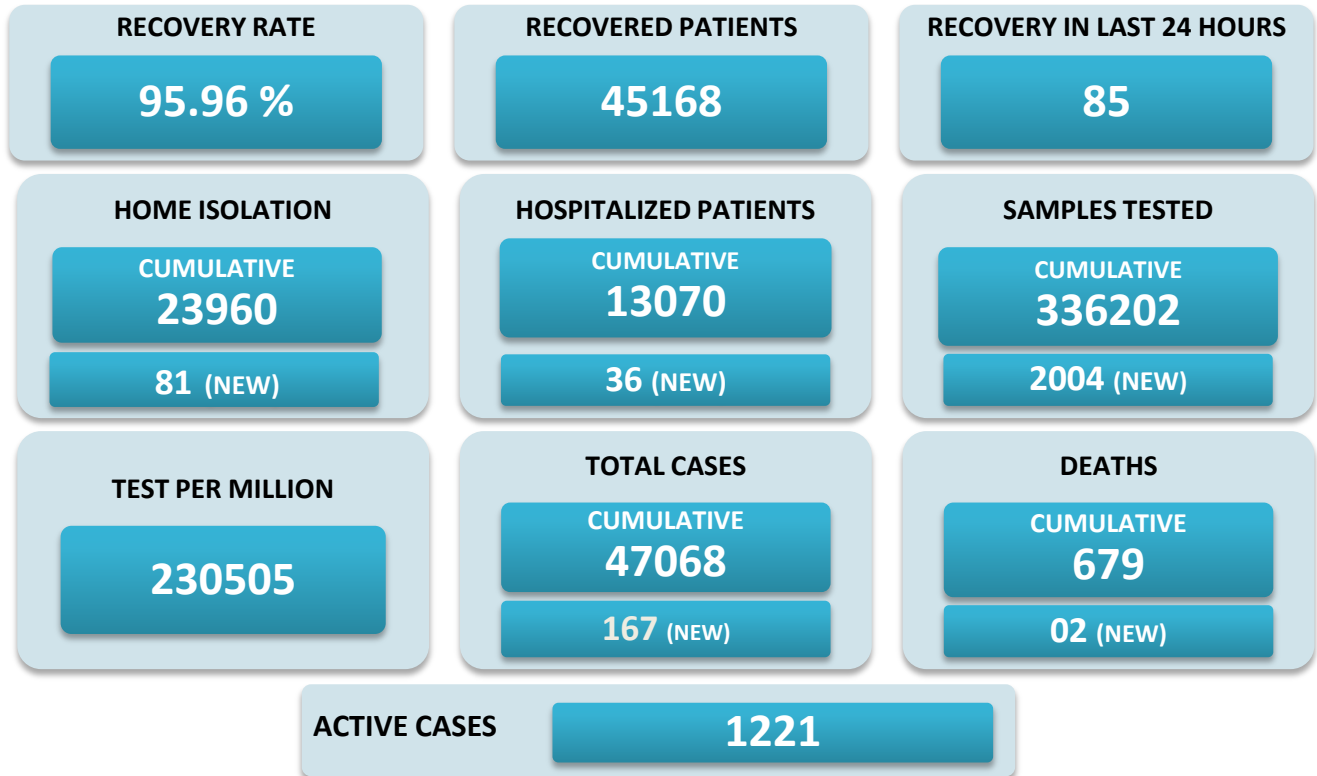 RECOVERY RATE
95.96 %
RECOVERED PATIENTS
45168
RECOVERY IN LAST 24 HOURS
85
HOME ISOLATION
CUMULATIVE
23960
81 (NEW)
HOSPITALIZED PATIENTS
CUMULATIVE
13070
36 (NEW)
SAMPLES TESTED
CUMULATIVE
336202
2004 (NEW)
TEST PER MILLION
230505
TOTAL CASES
CUMULATIVE
47068
167 (NEW)
DEATHS
CUMULATIVE
679
02 (NEW)
ACTIVE CASES
1221